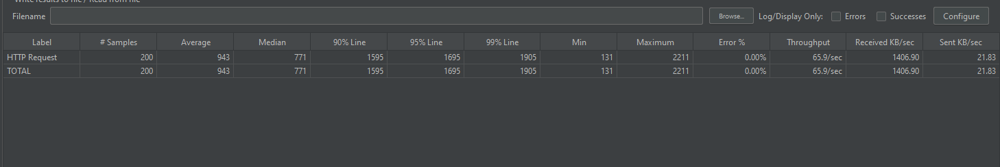 Write results to file / Read from file
Filename Browse... Log/Display Only: Errors Successes Configure
Label # Samples Average Median 90% Line 95% Line 99% Line Min Maximum Error % Throughput Received KB/sec Sent KB/sec
HTTP Request 200 943 771 1595 1695 1905 131 2211 0.00% 65.9/sec 1406.90 21.83
TOTAL 200 943 771 1595 1695 1905 131 2211 0.00% 65.9/sec 1406.90 21.83